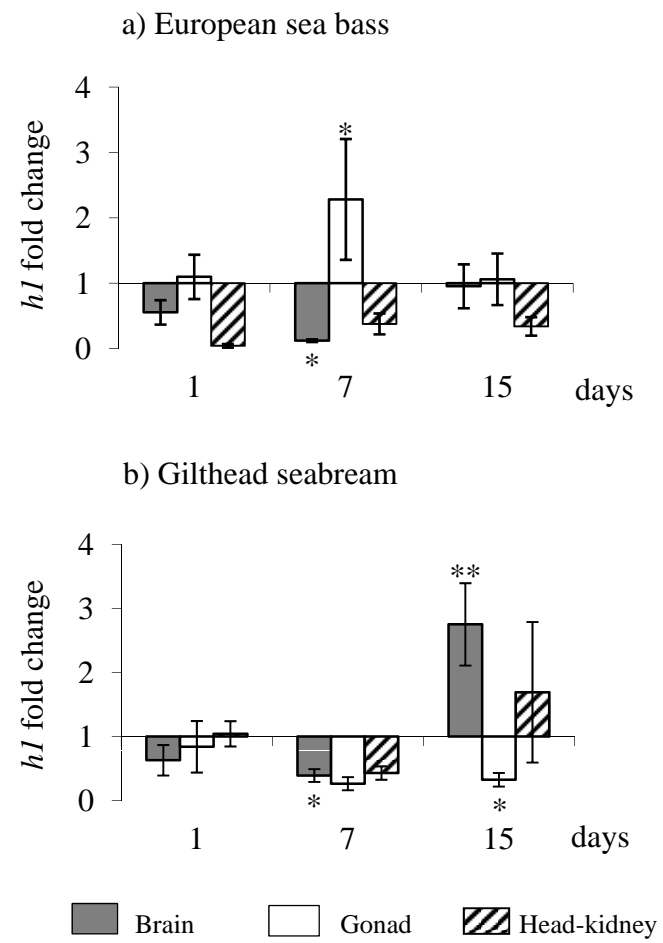 a) European sea bass
4
3
2
1
0
h1 fold change
*
*
1 7 15 days
b) Gilthead seabream
4
3
2
1
0
h1 fold change
**
* *
1 7 15 days
Brain Gonad Head-kidney